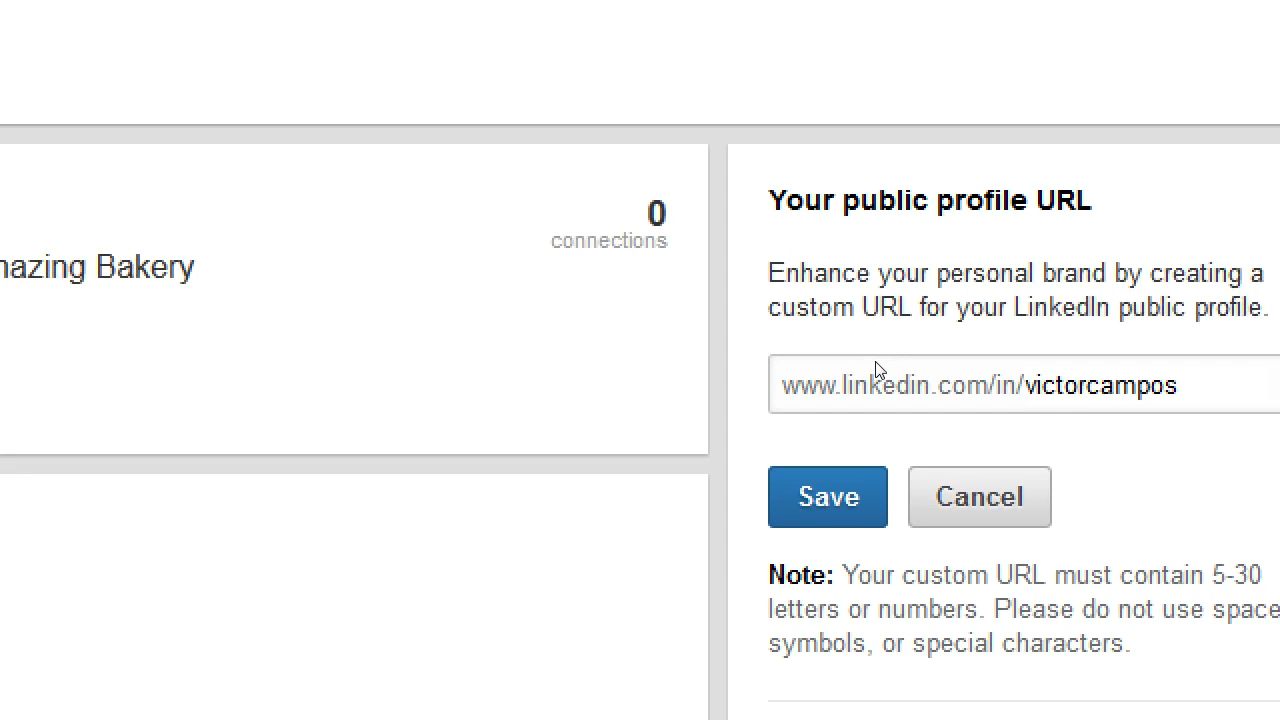 0
connections
Bakery
Your public profile URL
Enhance your personal brand by creating a
custom URL for your LinkedIn public profile.
www.linkedin.com/in/victorcampos
Save Cancel
Note: Your custom URL must contain 5-30
letters or numbers. Please do not use
symbols, or special characters.